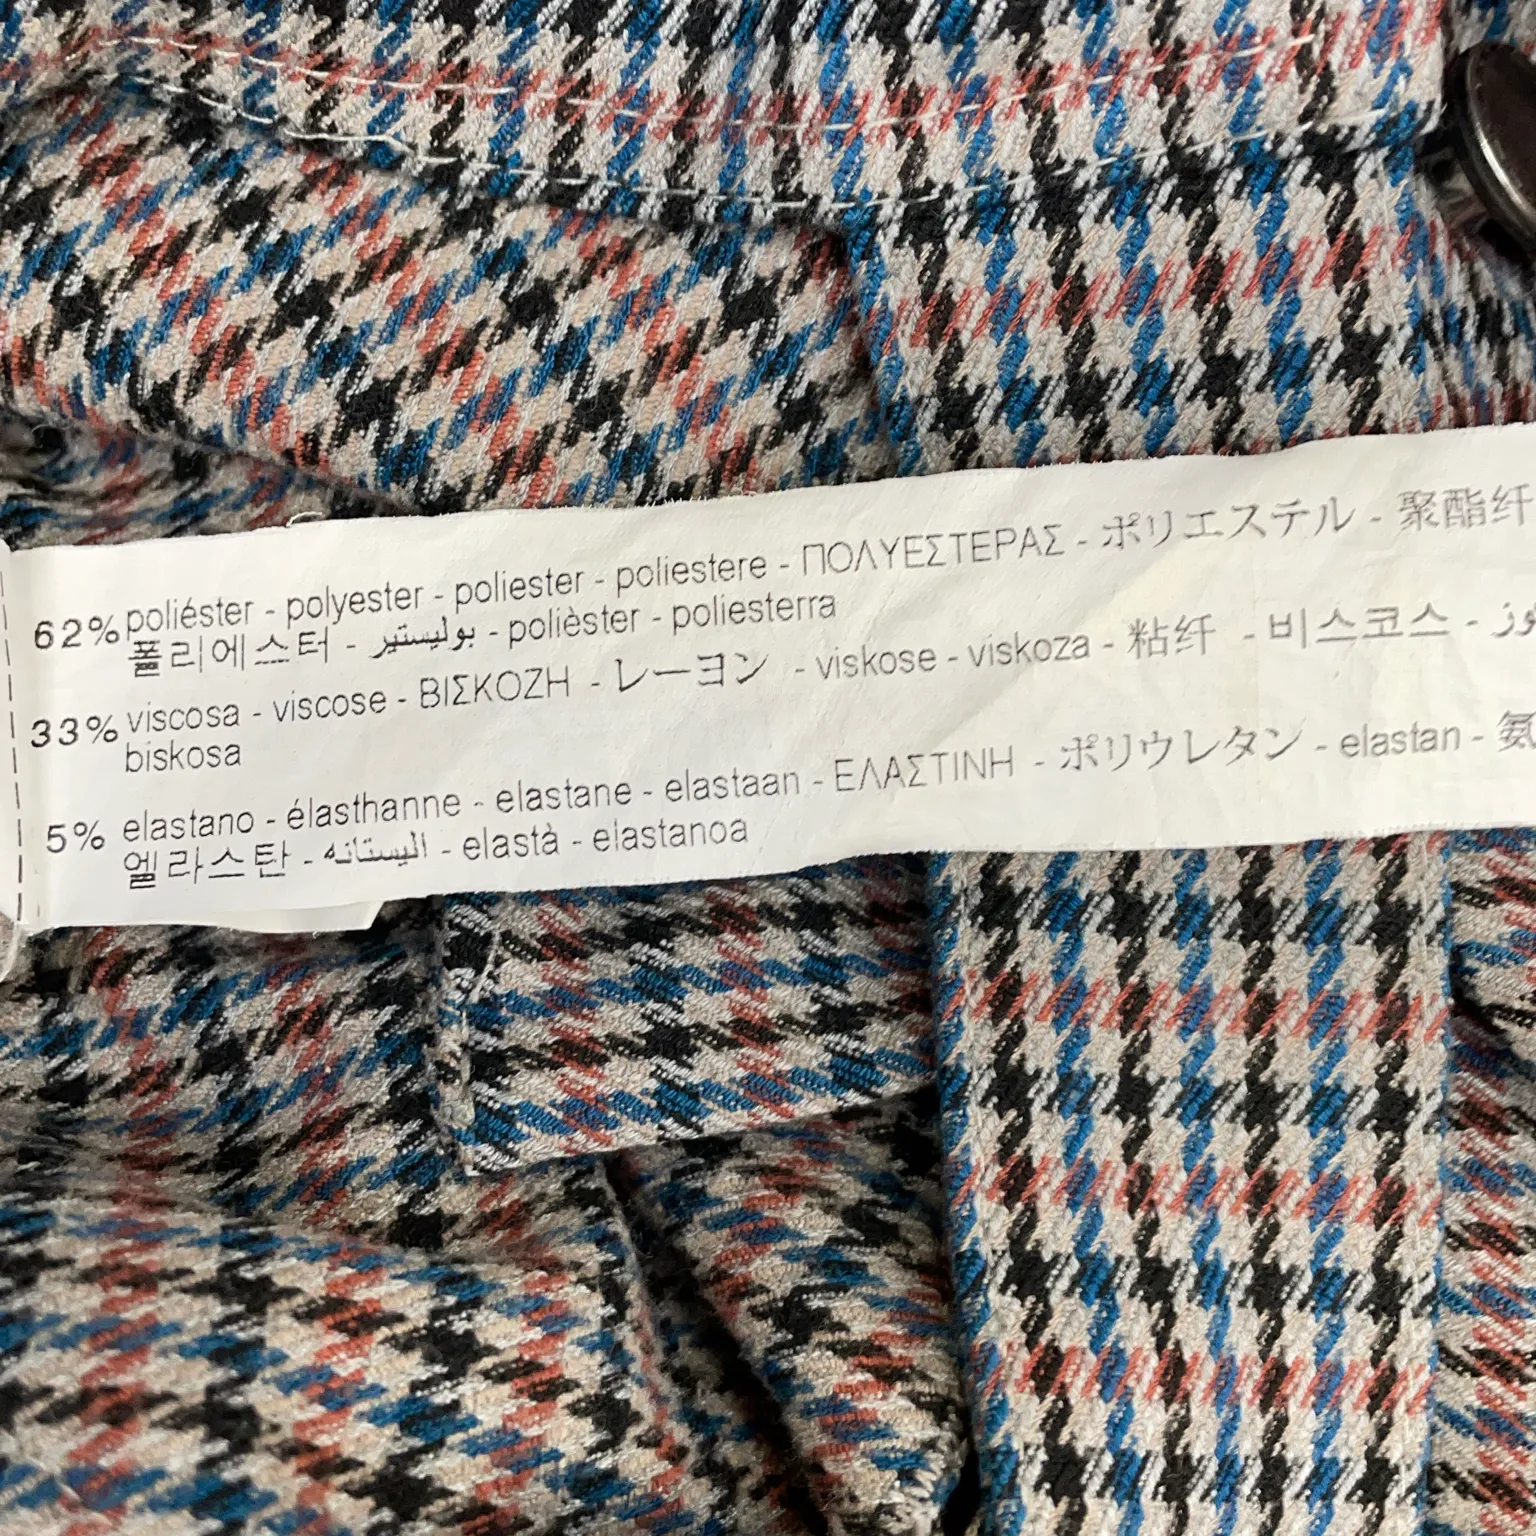 62% poliéster - polyester - poliester - poliestere - ΠΟΛΥΕΣΤΕΡΑΣ - ポリエステル - 聚酯纤
폴리에스터 - بوليستير - polièster - poliesterra
33% viscosa - viscose - ΒΙΣΚΟΖΗ - レーヨン - viskose - viskoza - 粘纤 - 비스코스 -
biskosa
5% elastano - élasthanne - elastane - elastaan - ΕΛΑΣΤΙΝΗ - ポリウレタン - elastan - 氨
엘라스탄 - اليستانه - elastà - elastanoa